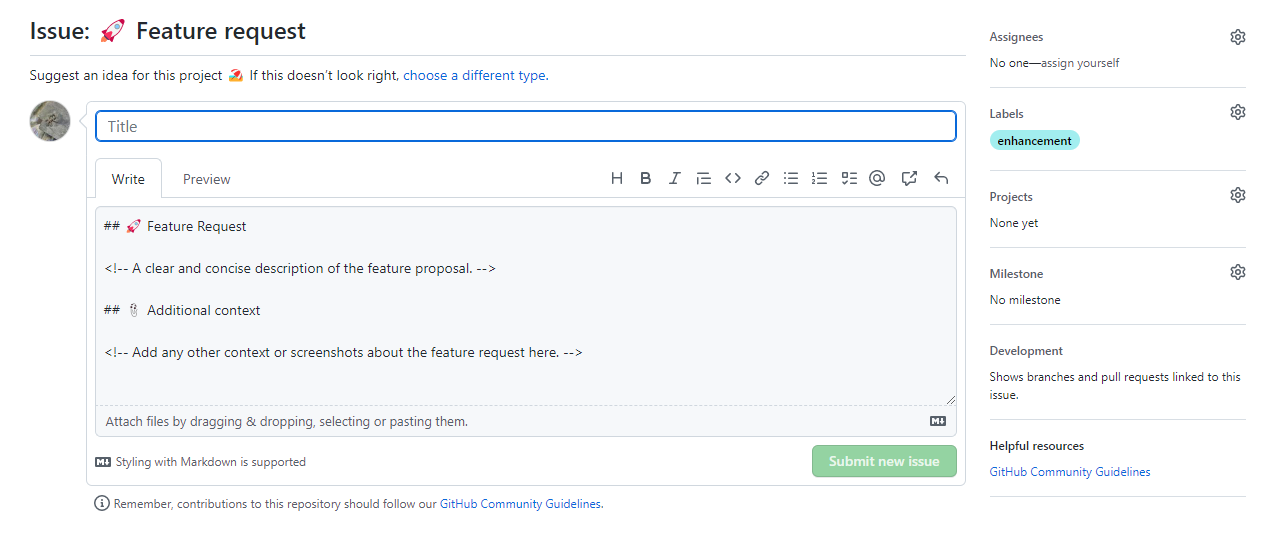 Issue: 🚀 Feature request
Suggest an idea for this project 🏖 If this doesn't look right, choose a different type.
Title
Write Preview
## 🚀 Feature Request
<!-- A clear and concise description of the feature proposal. -->
## 📎 Additional context
<!-- Add any other context or screenshots about the feature request here. -->
Attach files by dragging & dropping, selecting or pasting them.
Styling with Markdown is supported
Submit new issue
Remember, contributions to this repository should follow our GitHub Community Guidelines.
Assignees
No one—assign yourself
Labels
enhancement
Projects
None yet
Milestone
No milestone
Development
Shows branches and pull requests linked to this
issue.
Helpful resources
GitHub Community Guidelines